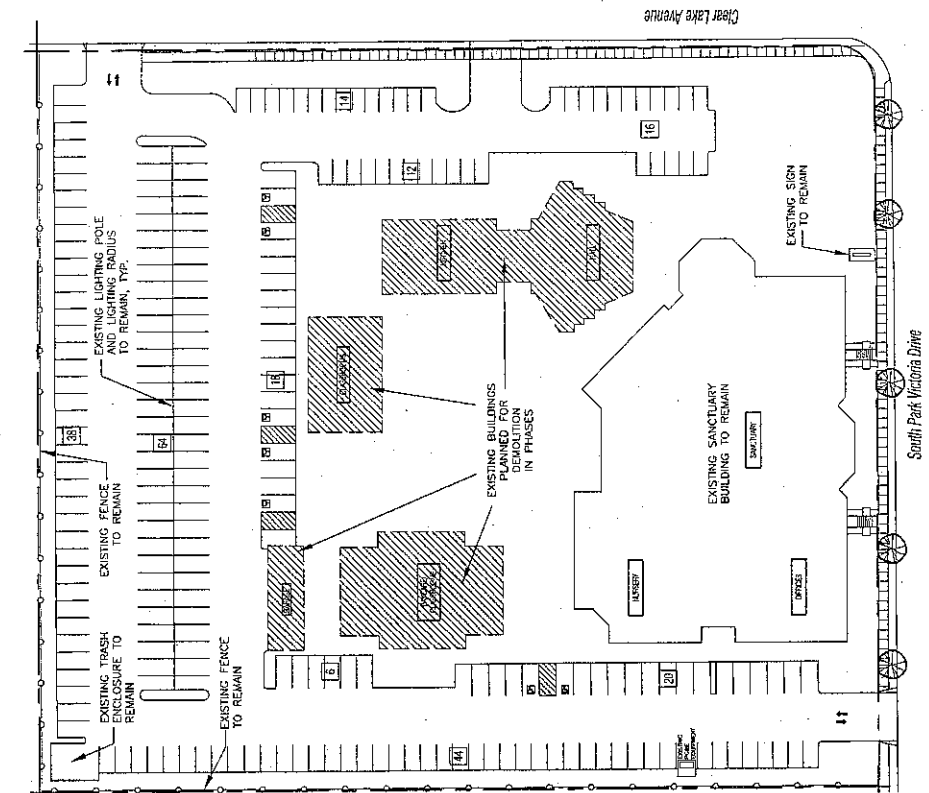 Clear Lake Avenue
14
16
12
EXISTING SIGN
TO REMAIN
EXISTING LIGHTING POLE
AND LIGHTING RADIUS
TO REMAIN, TYP.
38
64
18
CLASSROOMS
EXISTING BUILDINGS
PLANNED FOR
DEMOLITION
IN PHASES
EXISTING SANCTUARY
BUILDING TO REMAIN
SANCTUARY
South Park Victoria Drive
EXISTING FENCE
TO REMAIN
EXISTING TRASH
ENCLOSURE TO
REMAIN
EXISTING FENCE
TO REMAIN
NURSERY
OFFICES
6
20
44
EXISTING
EQUIPMENT